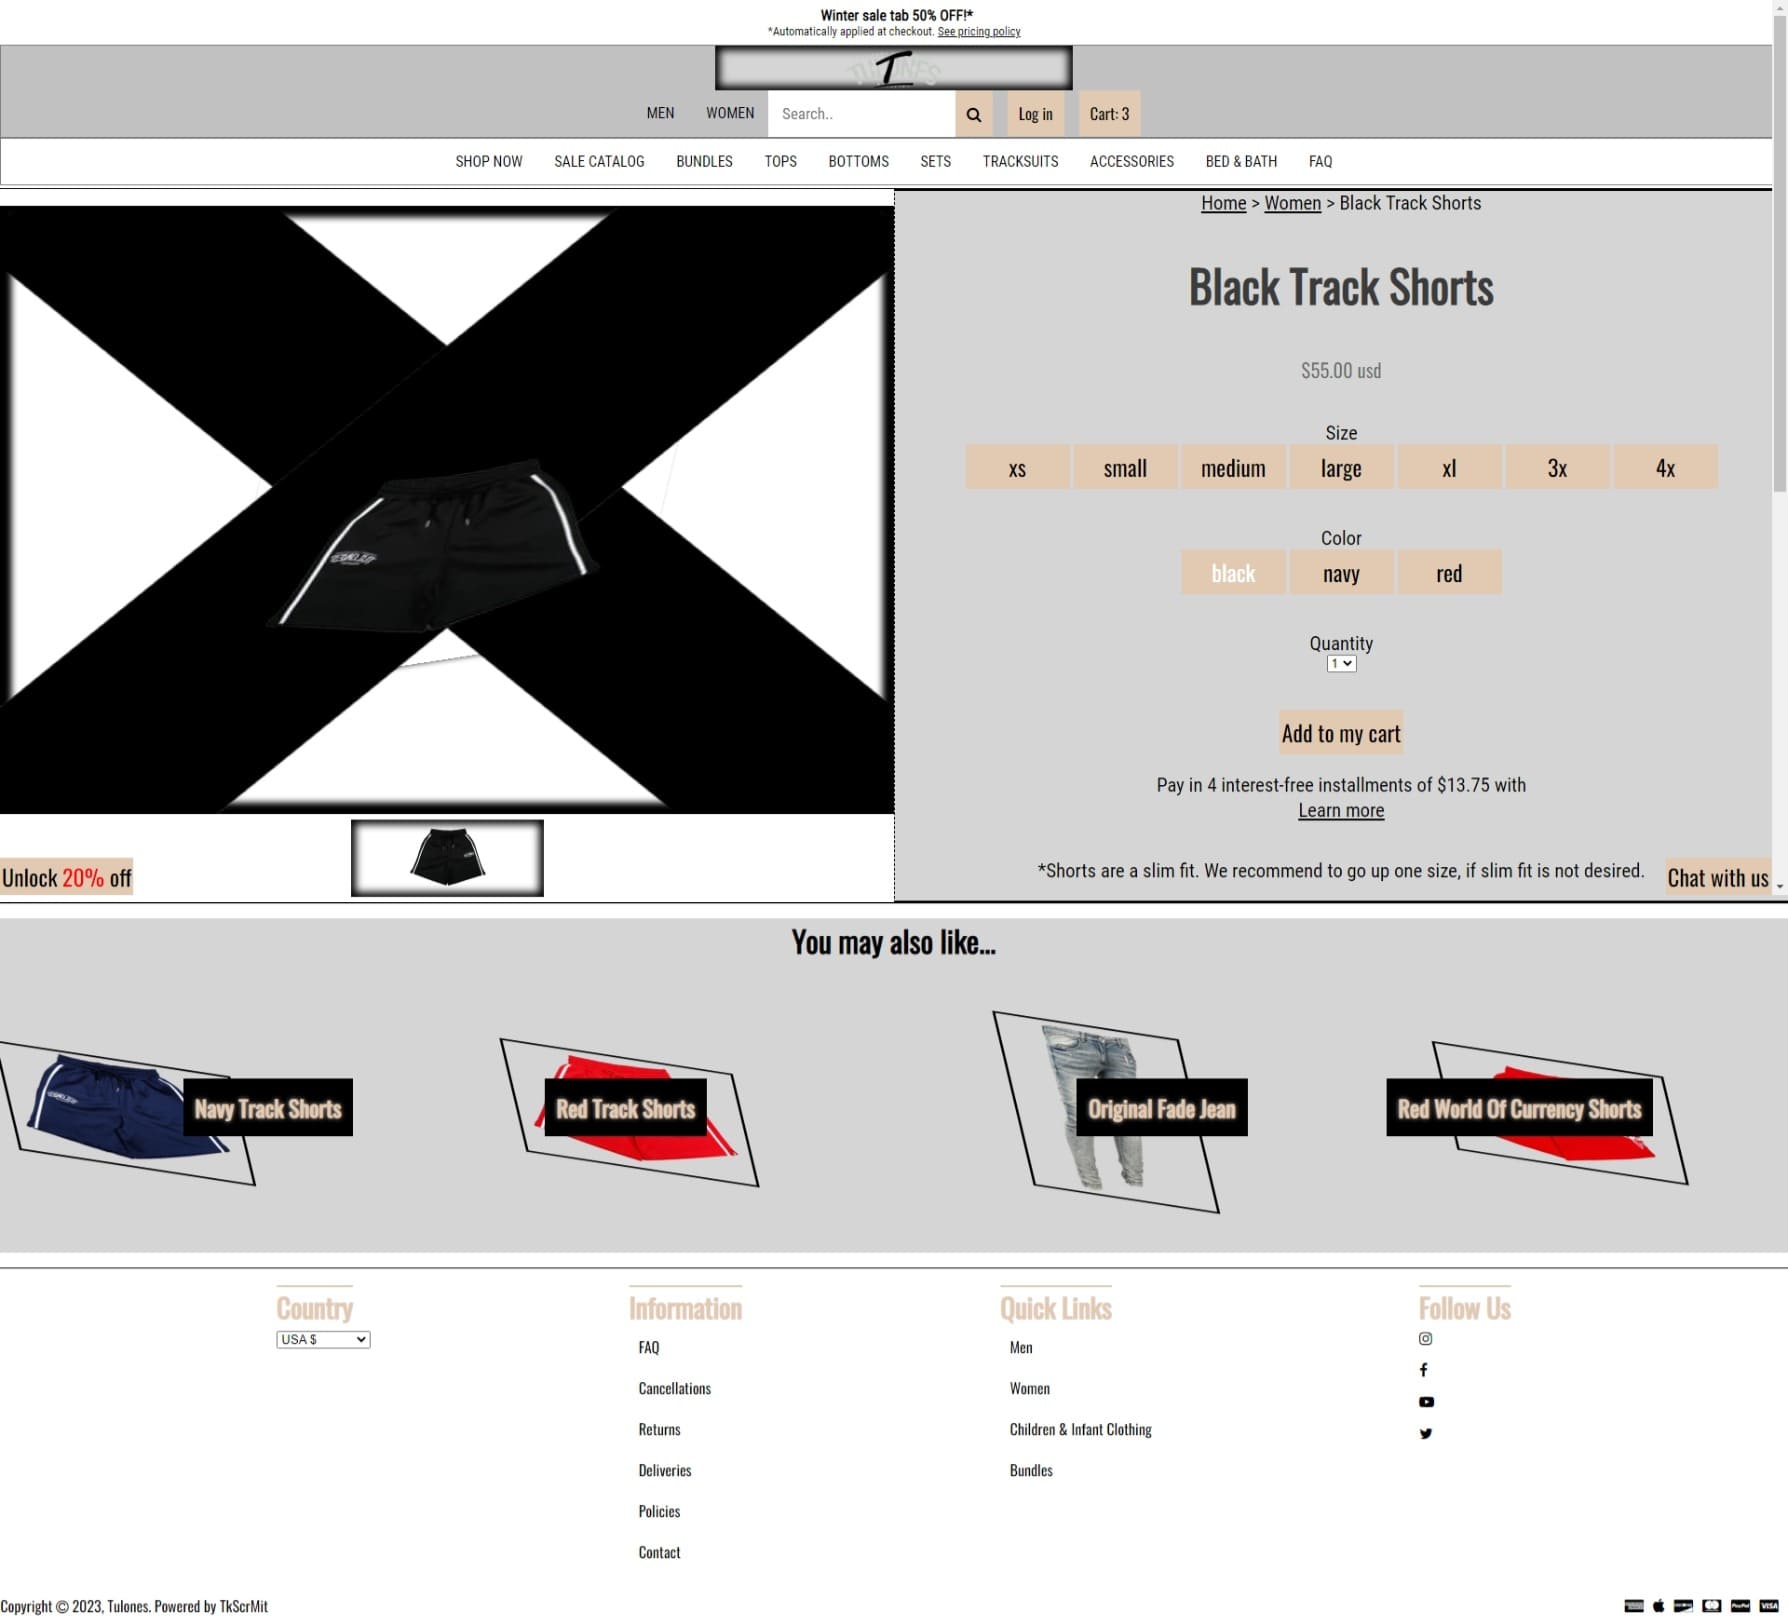 Winter sale tab 50% OFF!*
*Automatically applied at checkout. See pricing policy
TULONES
MEN WOMEN Search.. Log in Cart: 3
SHOP NOW SALE CATALOG BUNDLES TOPS BOTTOMS SETS TRACKSUITS ACCESSORIES BED & BATH FAQ
Home > Women > Black Track Shorts
Black Track Shorts
$55.00 usd
Size
xs small medium large xl 3x 4x
Color
black navy red
Quantity
1
Add to my cart
Pay in 4 interest-free installments of $13.75 with
Learn more
*Shorts are a slim fit. We recommend to go up one size, if slim fit is not desired.
Unlock 20% off
Chat with us
You may also like...
Navy Track Shorts
Red Track Shorts
Original Fade Jean
Red World Of Currency Shorts
Country
USA $
Information
FAQ
Cancellations
Returns
Deliveries
Policies
Contact
Quick Links
Men
Women
Children & Infant Clothing
Bundles
Follow Us
Copyright © 2023, Tulones. Powered by TkScrMit
PayPal VISA